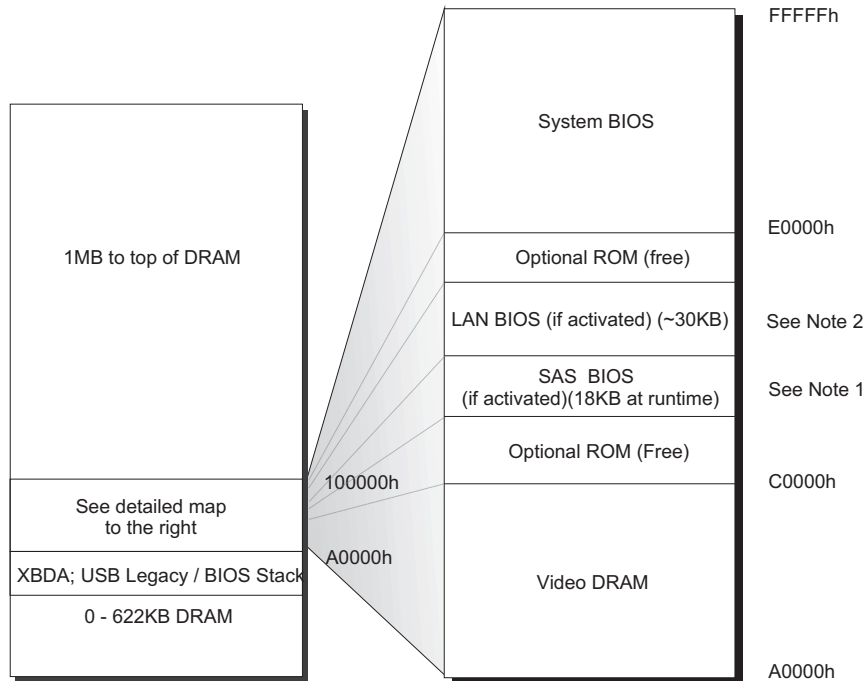 FFFFFh
System BIOS
E0000h
1MB to top of DRAM
Optional ROM (free)
LAN BIOS (if activated) (~30KB)
See Note 2
SAS BIOS
(if activated)(18KB at runtime)
See Note 1
Optional ROM (Free)
C0000h
100000h
See detailed map
to the right
A0000h
XBDA; USB Legacy / BIOS Stack
Video DRAM
0 - 622KB DRAM
A0000h